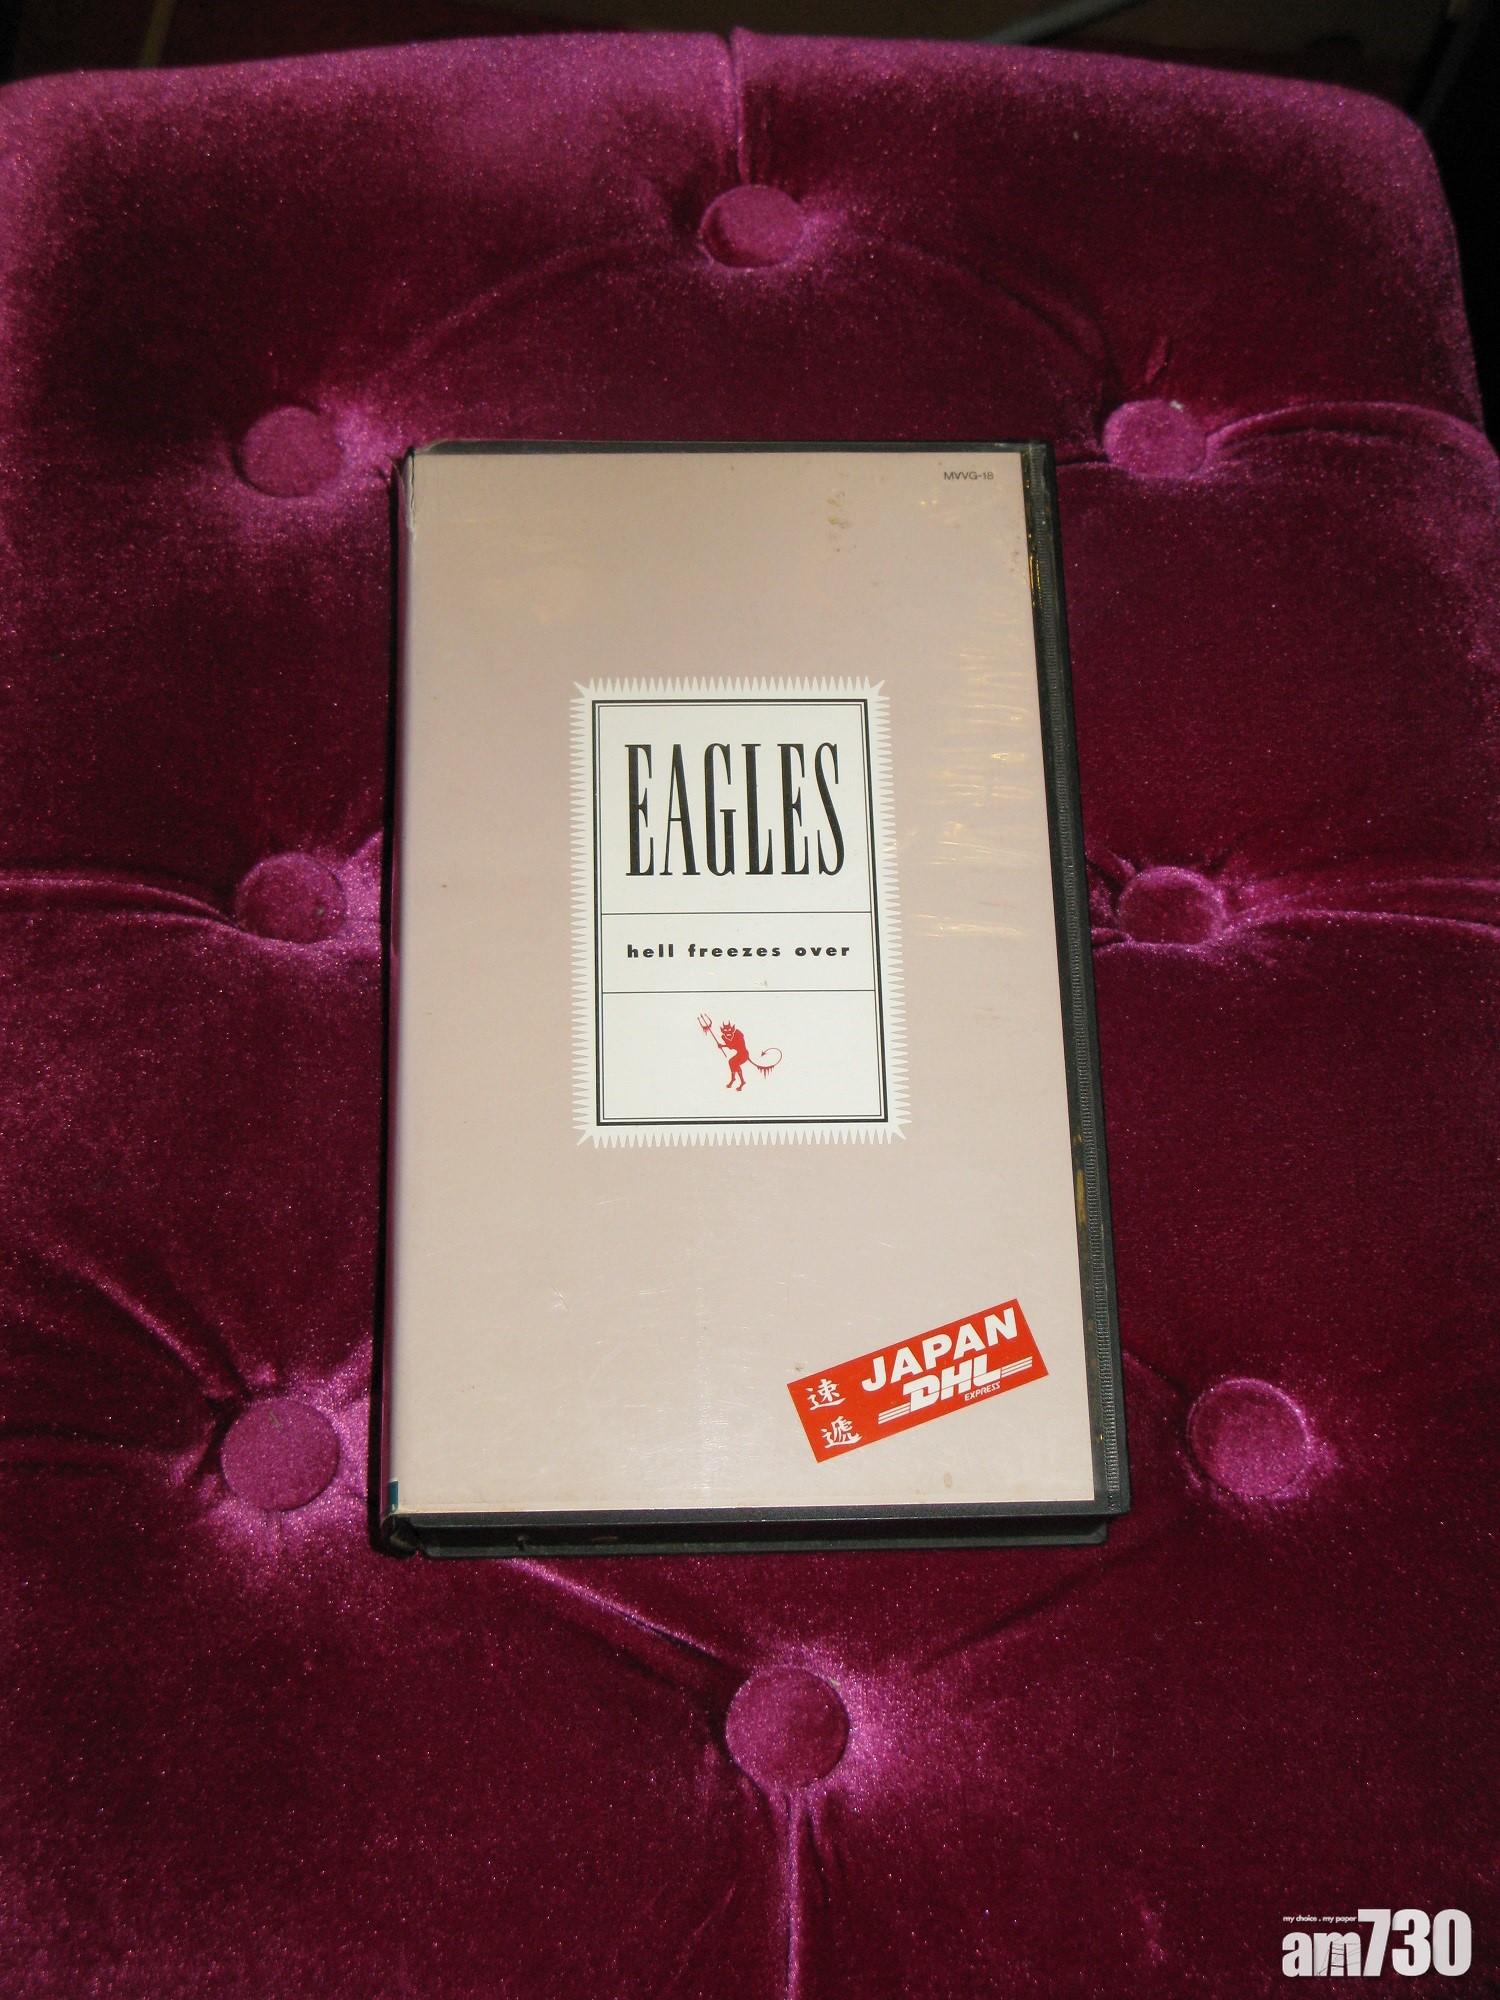 MVVG-18
EAGLES
hell freezes over
速遞
JAPAN
DHL
EXPRESS
my choice . my paper
am730